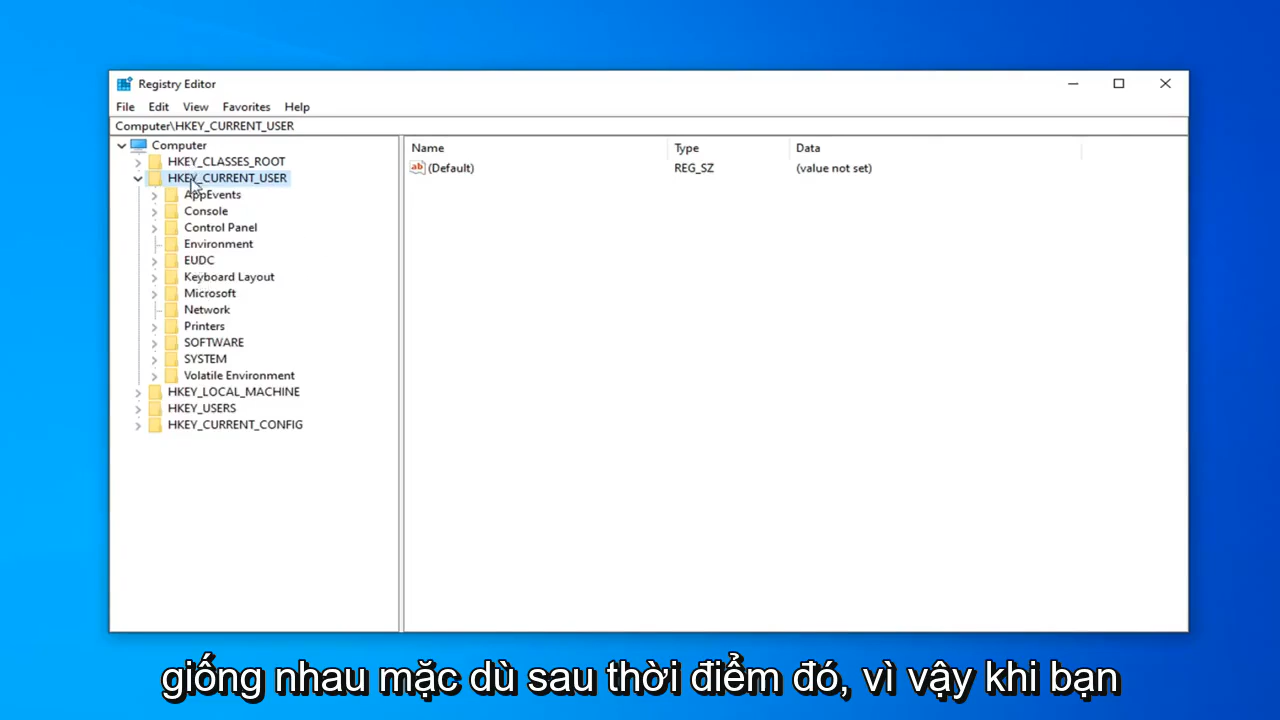 Registry Editor
File Edit View Favorites Help
Computer\HKEY_CURRENT_USER
Computer
HKEY_CLASSES_ROOT
HKEY_CURRENT_USER
AppEvents
Console
Control Panel
Environment
EUDC
Keyboard Layout
Microsoft
Network
Printers
SOFTWARE
SYSTEM
Volatile Environment
HKEY_LOCAL_MACHINE
HKEY_USERS
HKEY_CURRENT_CONFIG
Name Type Data
ab (Default) REG_SZ (value not set)
giống nhau mặc dù sau thời điểm đó, vì vậy khi bạn